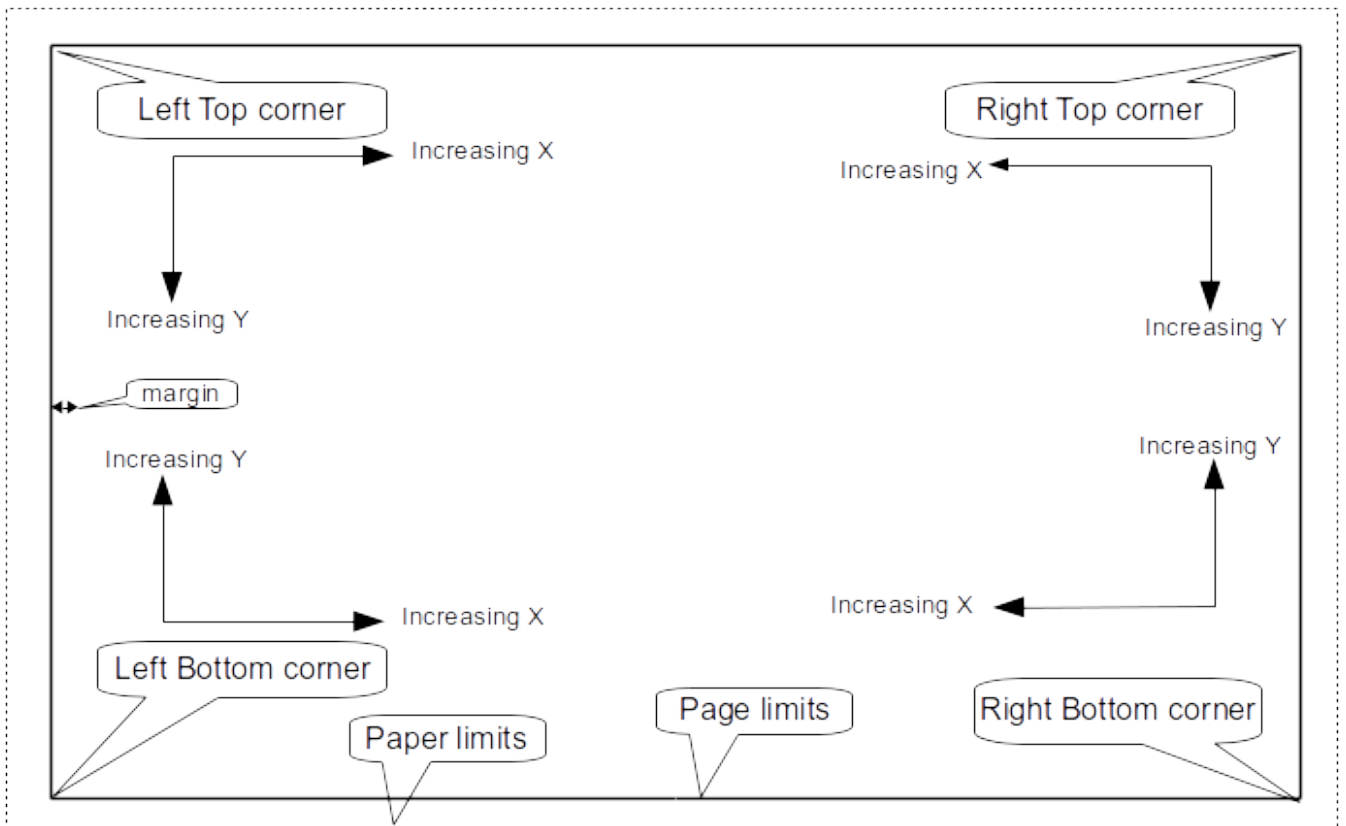 Left Top corner
Right Top corner
Increasing X
Increasing X
Increasing Y
Increasing Y
margin
Increasing Y
Increasing Y
Increasing X
Increasing X
Left Bottom corner
Page limits
Right Bottom corner
Paper limits